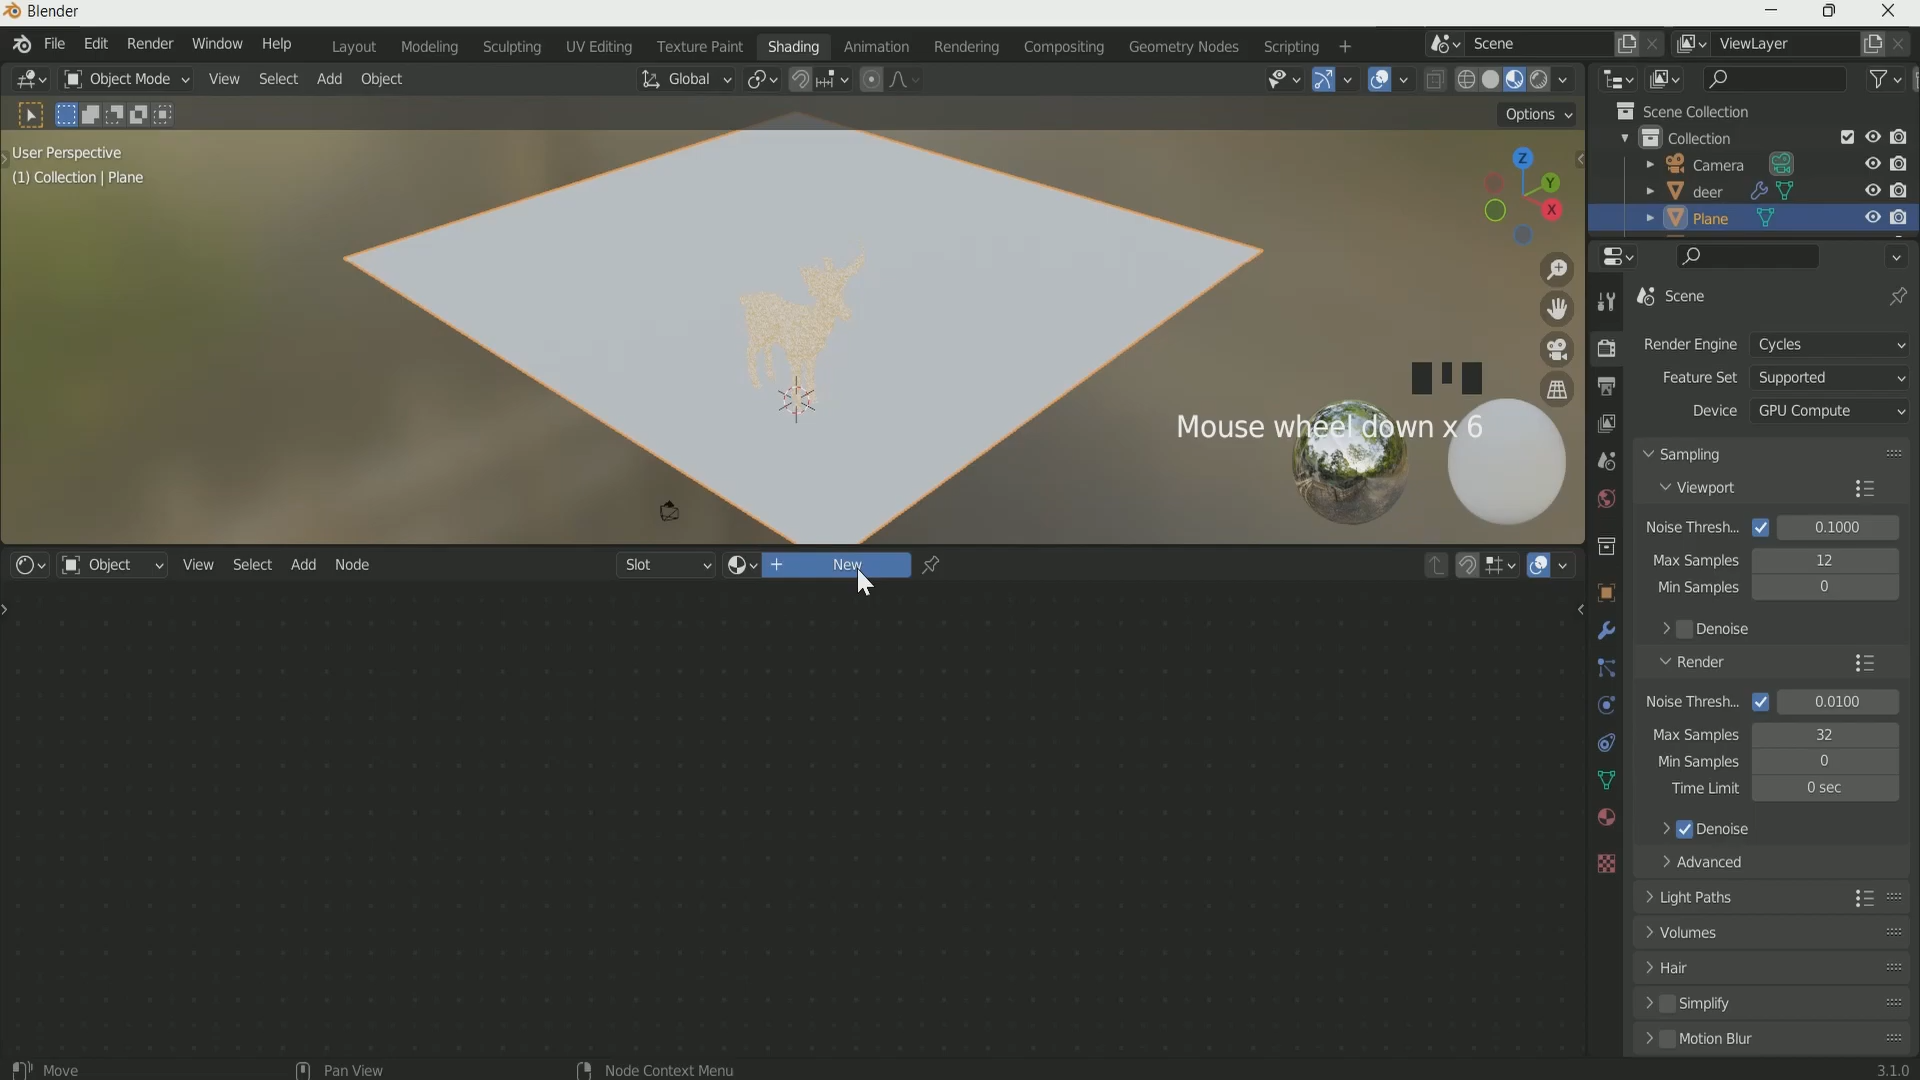 Blender
File Edit Render Window Help Layout Modeling Sculpting UV Editing Texture Paint Shading Animation Rendering Compositing Geometry Nodes Scripting + Scene ViewLayer
Object Mode View Select Add Object Global
Options
User Perspective
(1) Collection | Plane
Z
Y
X
Mouse wheel down x 6
Scene Collection
Collection
Camera
deer
Plane
Scene
Render Engine Cycles
Feature Set Supported
Device GPU Compute
Sampling
Viewport
Noise Thresh... 0.1000
Max Samples 12
Min Samples 0
Denoise
Render
Noise Thresh... 0.0100
Max Samples 32
Min Samples 0
Time Limit 0 sec
Denoise
Advanced
Light Paths
Volumes
Hair
Simplify
Motion Blur
Object View Select Add Node Slot + New
Move Pan View Node Context Menu 3.1.0